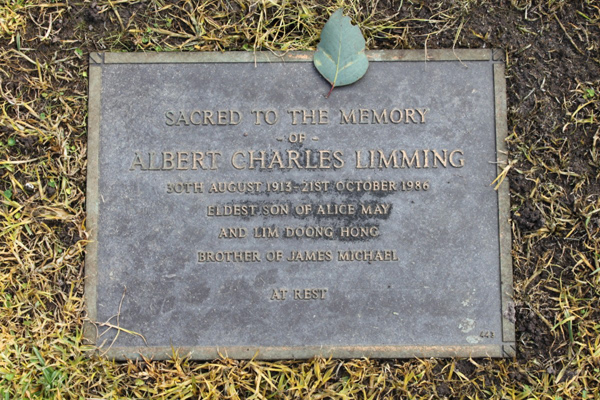 SACRED TO THE MEMORY
- OF -
ALBERT CHARLES LIMMING
30TH AUGUST 1913 - 21ST OCTOBER 1986
ELDEST SON OF ALICE MAY
AND LIM DOONG HONG
BROTHER OF JAMES MICHAEL
AT REST